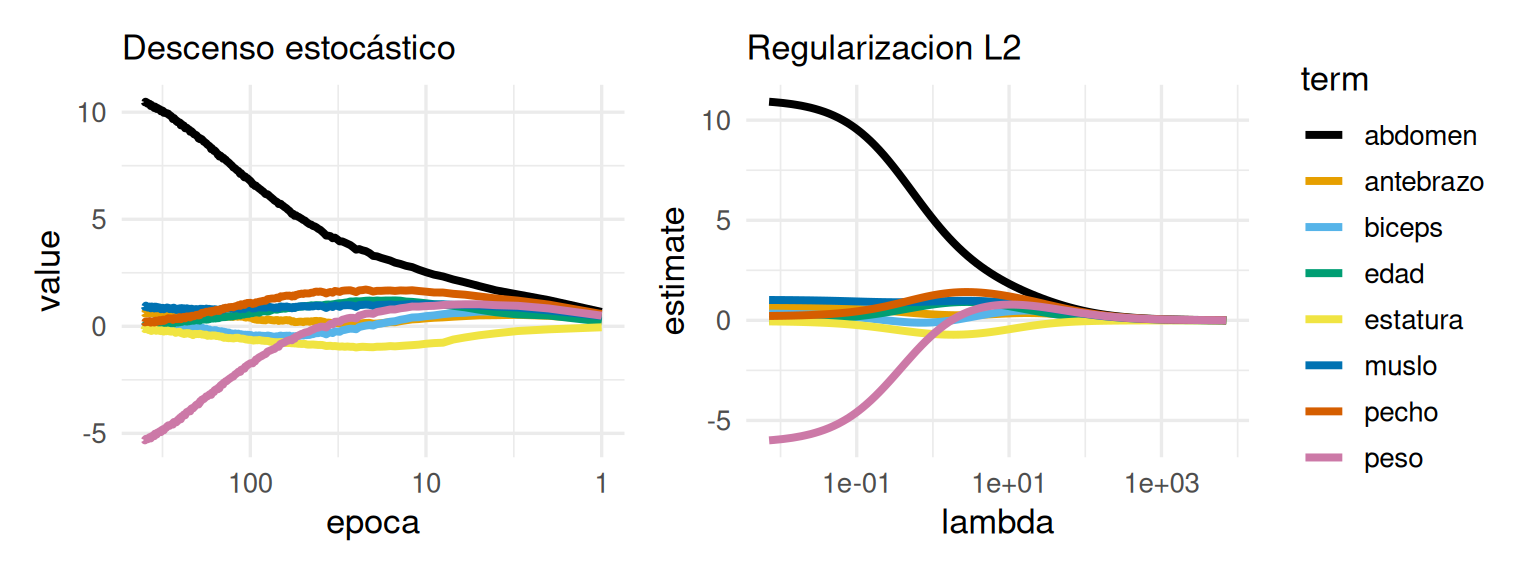 Descenso estocástico
value
10
5
0
-5
100
10
1
epoca
Regularizacion L2
estimate
10
5
0
-5
1e-01
1e+01
1e+03
lambda
term
abdomen
antebrazo
biceps
edad
estatura
muslo
pecho
peso